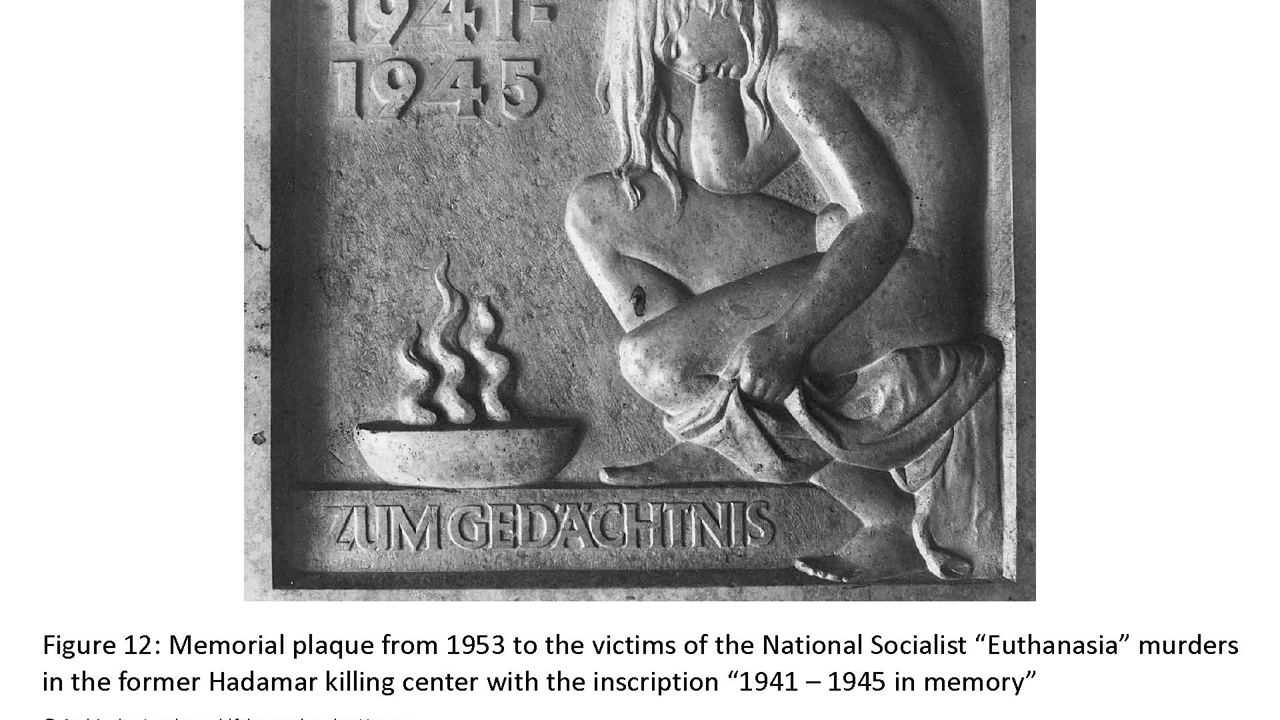 1941-
1945
ZUM GEDÄCHTNIS
Figure 12: Memorial plaque from 1953 to the victims of the National Socialist “Euthanasia” murders
in the former Hadamar killing center with the inscription “1941 – 1945 in memory”